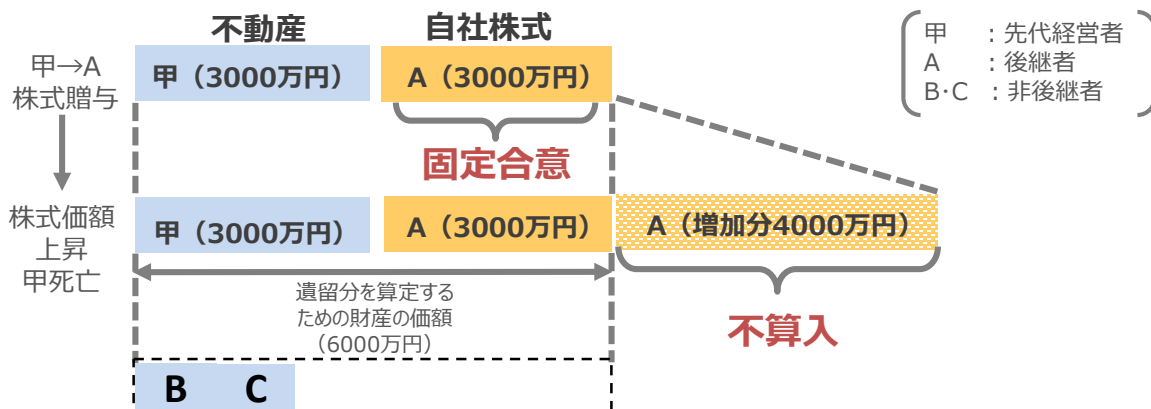 不動産
自社株式
甲 : 先代経営者
A : 後継者
B・C : 非後継者
甲→A
株式贈与
甲（3000万円）
A（3000万円）
固定合意
株式価額
上昇
甲死亡
甲（3000万円）
A（3000万円）
A（増加分4000万円）
遺留分を算定する
ための財産の価額
（6000万円）
不算入
B C